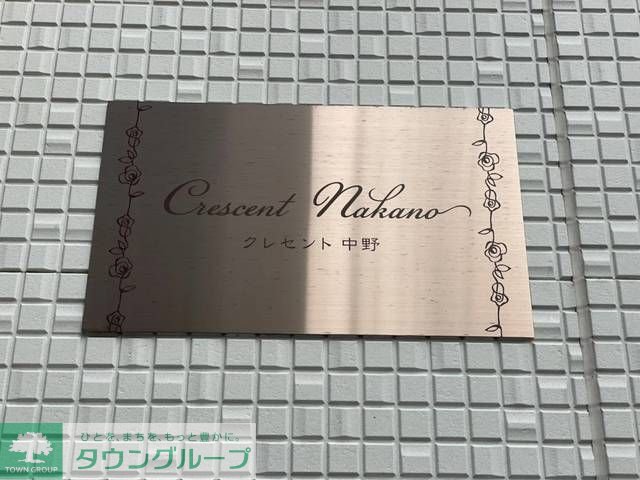 Crescent Nakano
クレセント 中野
ひとを、まちを、もっと豊かに。
タウングループ
TOWN GROUP